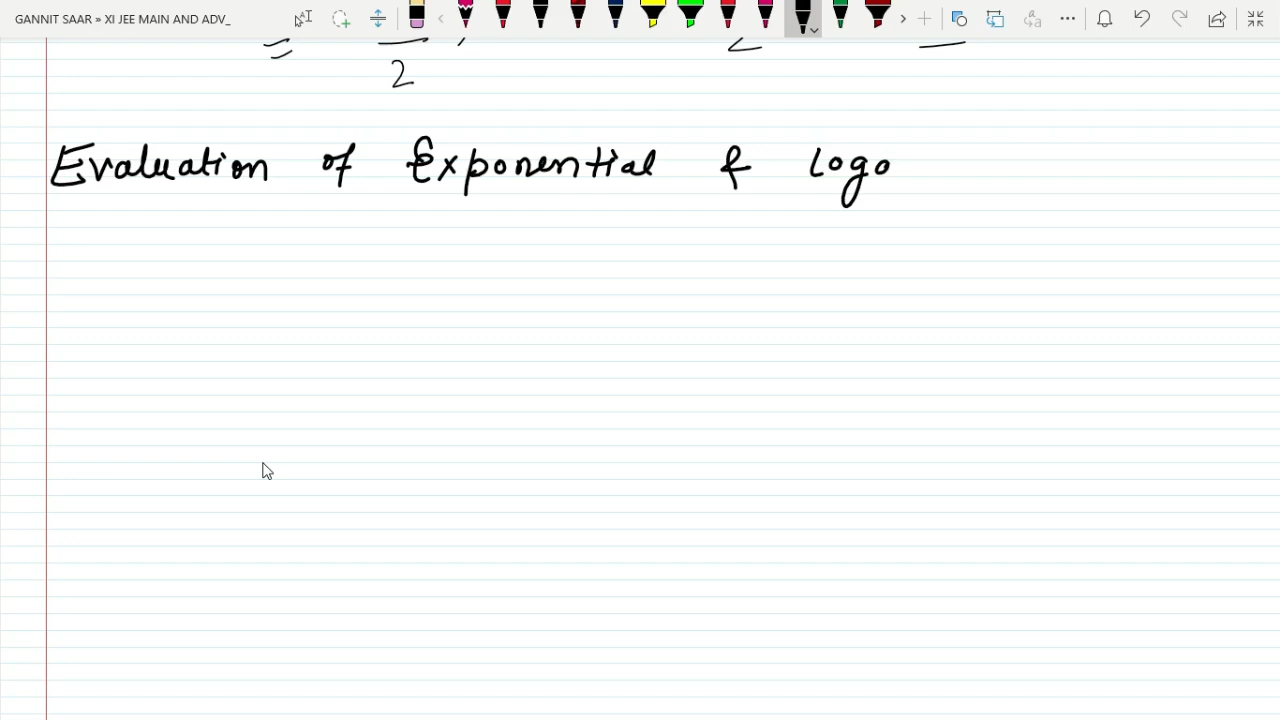 GANNIT SAAR » XI JEE MAIN AND ADV_
2
Evaluation of Exponential & Logo